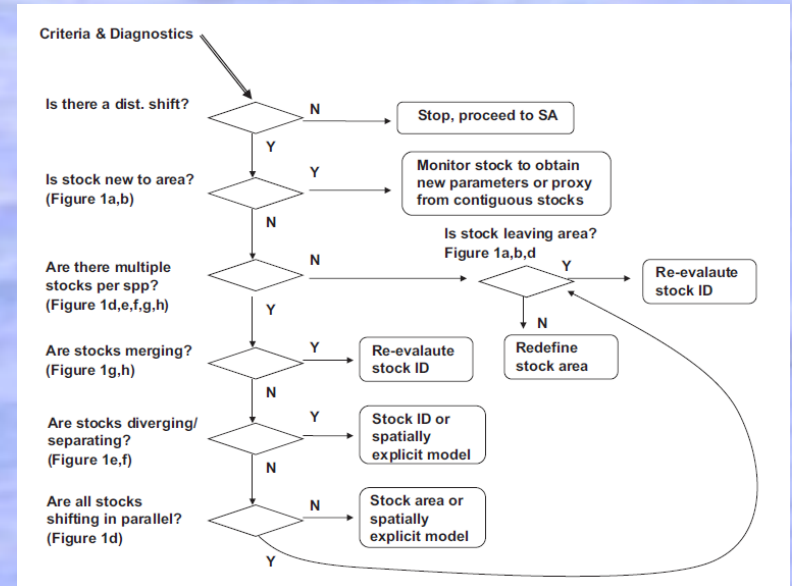 Criteria & Diagnostics
Is there a dist. shift?
N
Stop, proceed to SA
Y
Is stock new to area?
(Figure 1a,b)
Y
Monitor stock to obtain
new parameters or proxy
from contiguous stocks
N
Is stock leaving area?
Figure 1a,b,d
Are there multiple
stocks per spp?
(Figure 1d,e,f,g,h)
N
Y
Re-evalaute
stock ID
Y
N
Redefine
stock area
Are stocks merging?
(Figure 1g,h)
Y
Re-evalaute
stock ID
N
Are stocks diverging/
separating?
(Figure 1e,f)
Y
Stock ID or
spatially
explicit model
N
Are all stocks
shifting in parallel?
(Figure 1d)
N
Stock area or
spatially
explicit model
Y